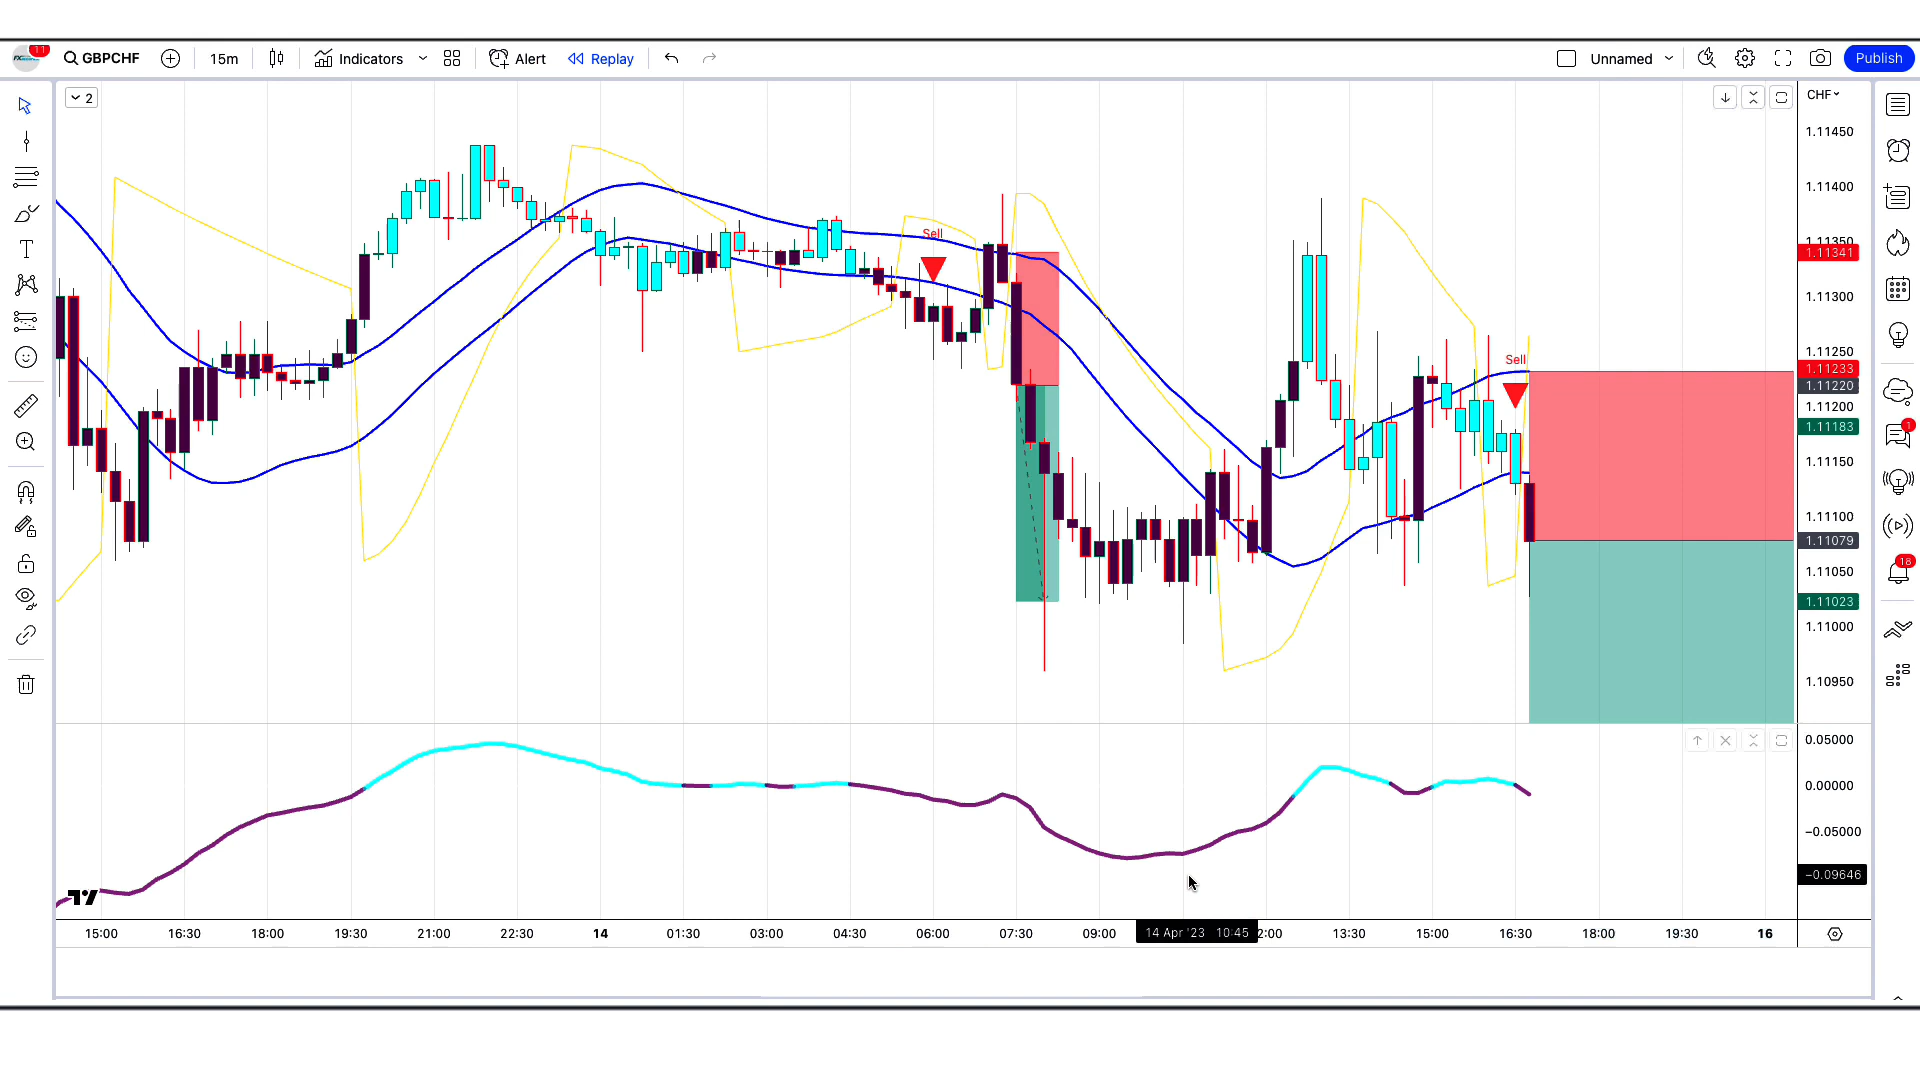 11
GBPCHF
15m
Indicators
Alert
Replay
Unnamed
Publish
2
CHF
1.11450
1.11400
1.11350
1.11341
Sell
1.11300
1.11250
Sell
1.11233
1.11220
1.11200
1.11183
1.11150
1.11100
1.11079
1.11050
1.11023
1.11000
1.10950
1
18
0.05000
0.00000
−0.05000
−0.09646
15:00 16:30 18:00 19:30 21:00 22:30 14 01:30 03:00 04:30 06:00 07:30 09:00 14 Apr '23 10:45 2:00 13:30 15:00 16:30 18:00 19:30 16